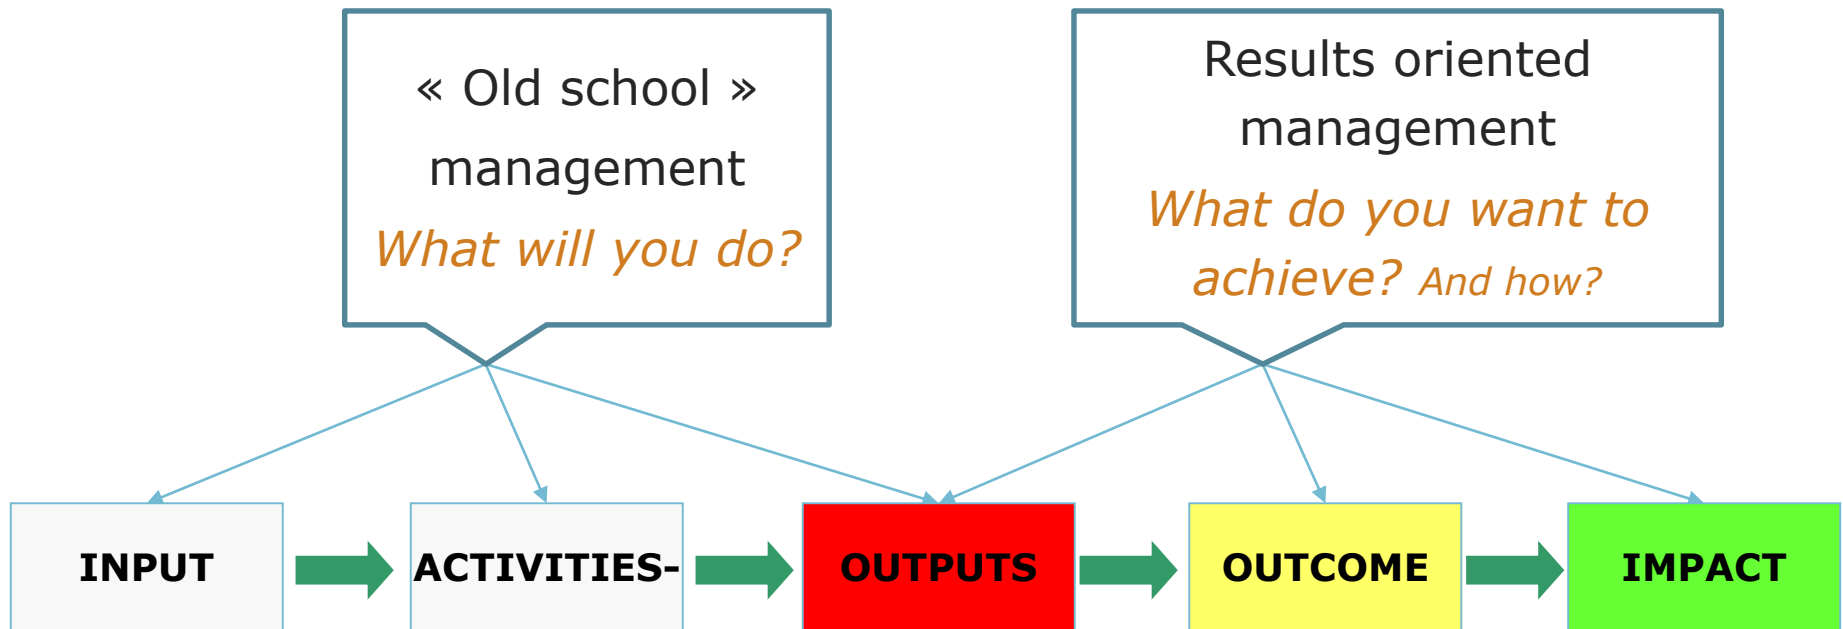 « Old school »
management
What will you do?
Results oriented
management
What do you want to
achieve? And how?
INPUT
ACTIVITIES-
OUTPUTS
OUTCOME
IMPACT